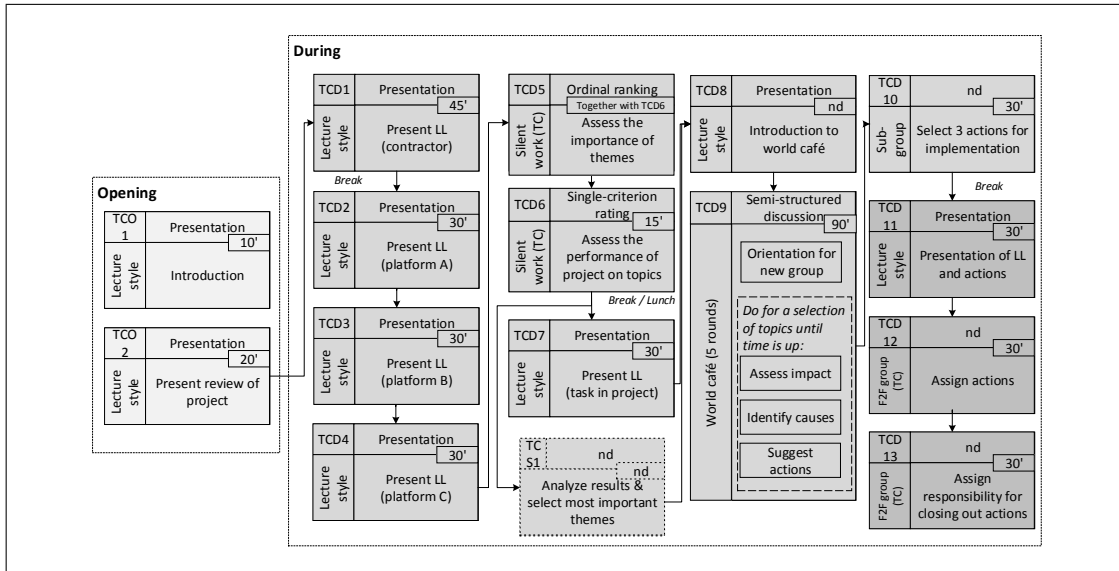 During
Opening
TCO
1
Presentation
10'
Lecture
style
Introduction
TCO
2
Presentation
20'
Lecture
style
Present review of
project
TCD1
Presentation
45'
Lecture
style
Present LL
(contractor)
Break
TCD2
Presentation
30'
Lecture
style
Present LL
(platform A)
TCD3
Presentation
30'
Lecture
style
Present LL
(platform B)
TCD4
Presentation
30'
Lecture
style
Present LL
(platform C)
TCD5
Ordinal ranking
Together with TCD6
Silent
work (TC)
Assess the
importance of
themes
TCD6
Single-criterion
rating
15'
Silent
work (TC)
Assess the
performance of
project on topics
Break / Lunch
TCD7
Presentation
30'
Lecture
style
Present LL
(task in project)
TC
S1
nd
nd
Analyze results &
select most important
themes
TCD8
Presentation
nd
Lecture
style
Introduction to
world café
TCD9
Semi-structured
discussion
90'
World café (5 rounds)
Orientation for
new group
Do for a selection
of topics until
time is up:
Assess impact
Identify causes
Suggest
actions
TCD
10
nd
30'
Sub-
group
Select 3 actions for
implementation
Break
TCD
11
Presentation
30'
Lecture
style
Presentation of LL
and actions
TCD
12
nd
30'
F2F group
(TC)
Assign actions
TCD
13
nd
30'
F2F group
(TC)
Assign
responsibility for
closing out actions